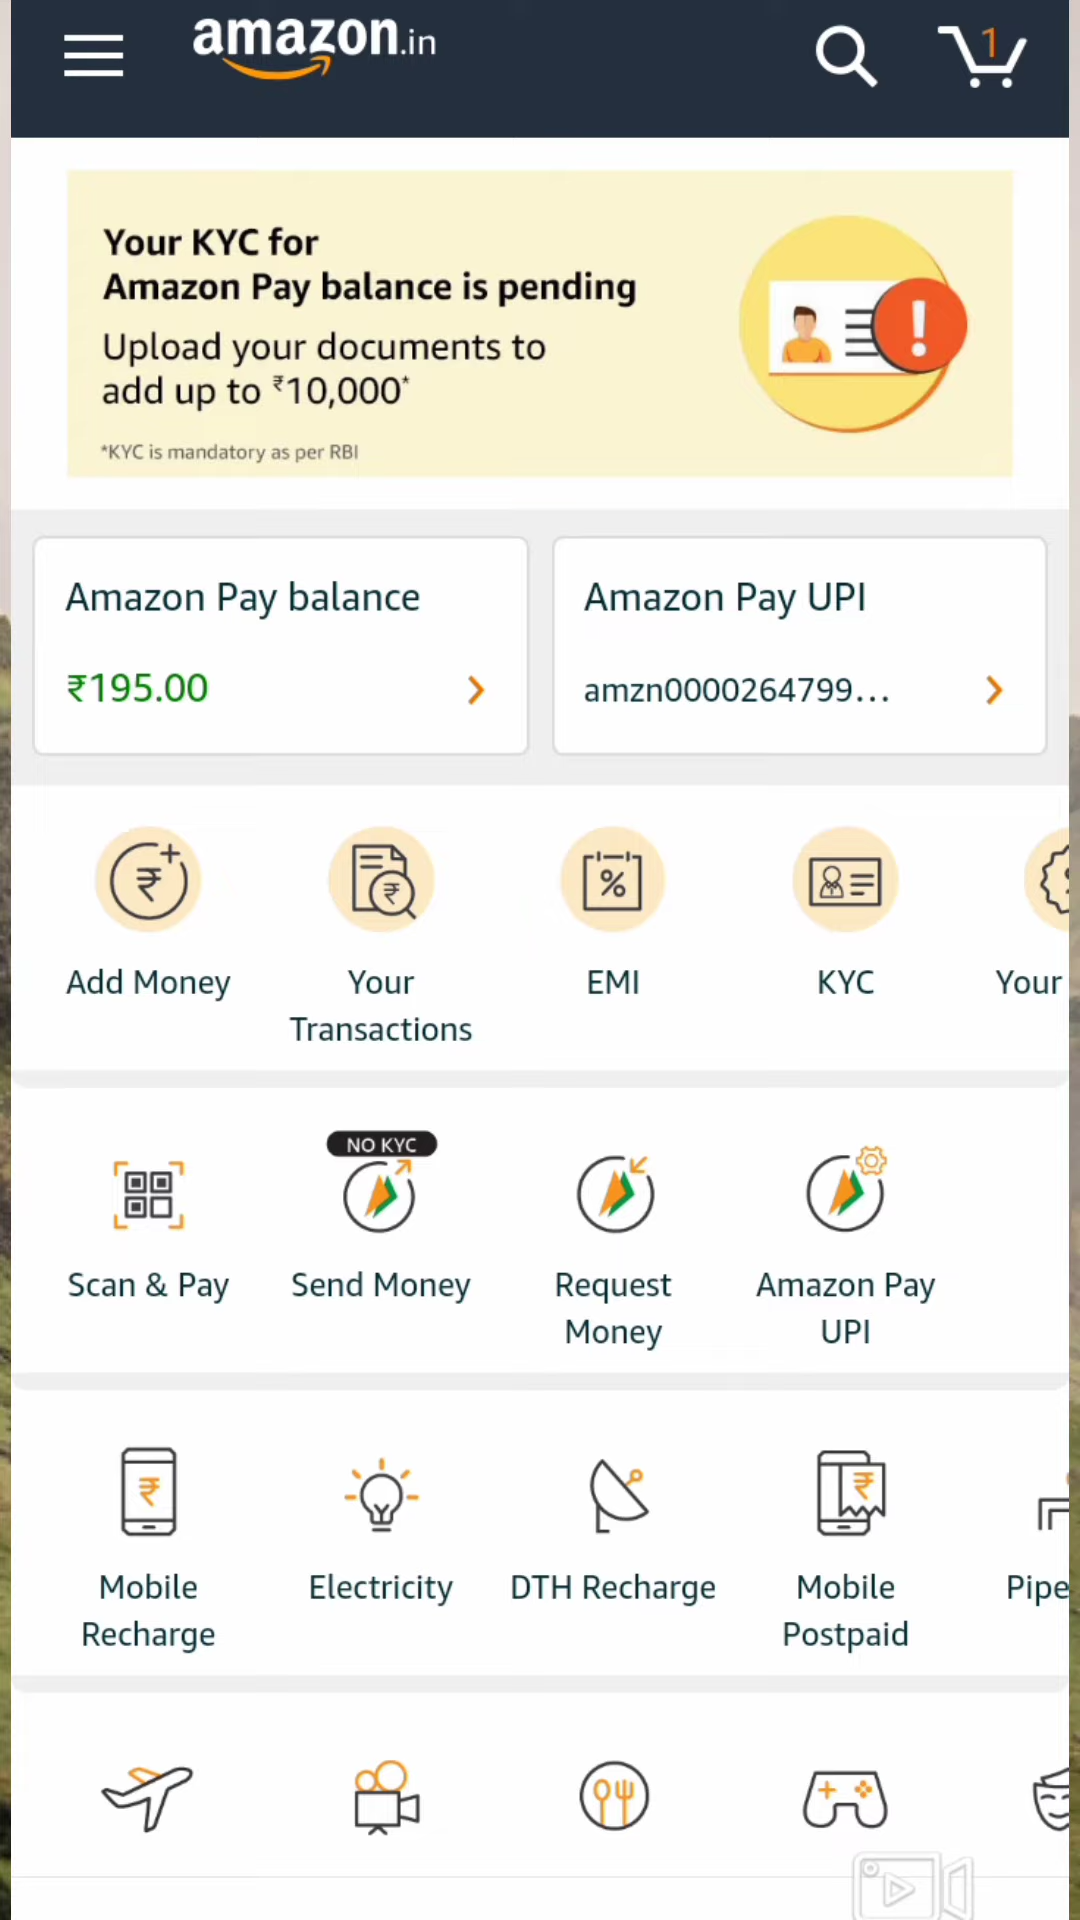 amazon.in
1
Your KYC for
Amazon Pay balance is pending
Upload your documents to
add up to ₹10,000*
*KYC is mandatory as per RBI
Amazon Pay balance
₹195.00
Amazon Pay UPI
amzn0000264799...
Add Money
Your
Transactions
EMI
KYC
Your
NO KYC
Scan & Pay
Send Money
Request
Money
Amazon Pay
UPI
Mobile
Recharge
Electricity
DTH Recharge
Mobile
Postpaid
Pipe